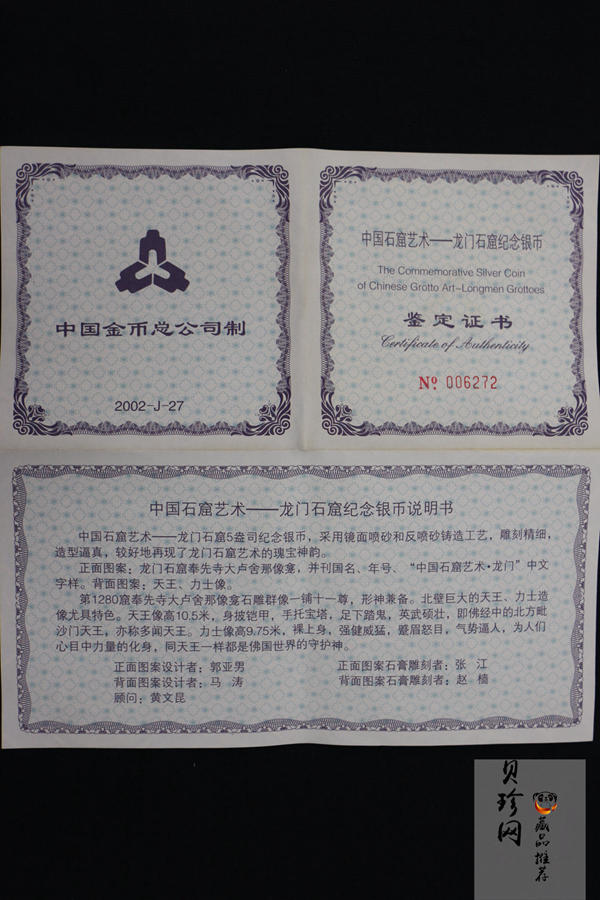 中国金币总公司制
2002-J-27
中国石窟艺术——龙门石窟纪念银币
The Commemorative Silver Coin
of Chinese Grotto Art-Longmen Grottoes
鉴定证书
Certificate of Authenticity
Nº 006272
中国石窟艺术——龙门石窟纪念银币说明书
中国石窟艺术——龙门石窟5盎司纪念银币，采用镜面喷砂和反喷砂铸造工艺，雕刻精细，
造型逼真，较好地再现了龙门石窟艺术的瑰宝神韵。
正面图案：龙门石窟奉先寺大卢舍那像龛，并刊国名、年号、“中国石窟艺术·龙门”中文
字样。背面图案：天王、力士像。
第1280窟奉先寺大卢舍那像龛石雕群像一铺十一尊，形神兼备。北壁巨大的天王、力士造
像尤具特色。天王像高10.5米，身披铠甲，手托宝塔，足下踏鬼，英武硕壮，即佛经中的北方毗
沙门天王，亦称多闻天王。力士像高9.75米，裸上身，强健威猛，蹙眉怒目，气势逼人，为人们
心目中力量的化身，同天王一样都是佛国世界的守护神。
正面图案设计者：郭亚男
正面图案石膏雕刻者：张 江
背面图案设计者：马 涛
背面图案石膏雕刻者：赵 樯
顾问：黄文昆
贝珍网
藏品推荐